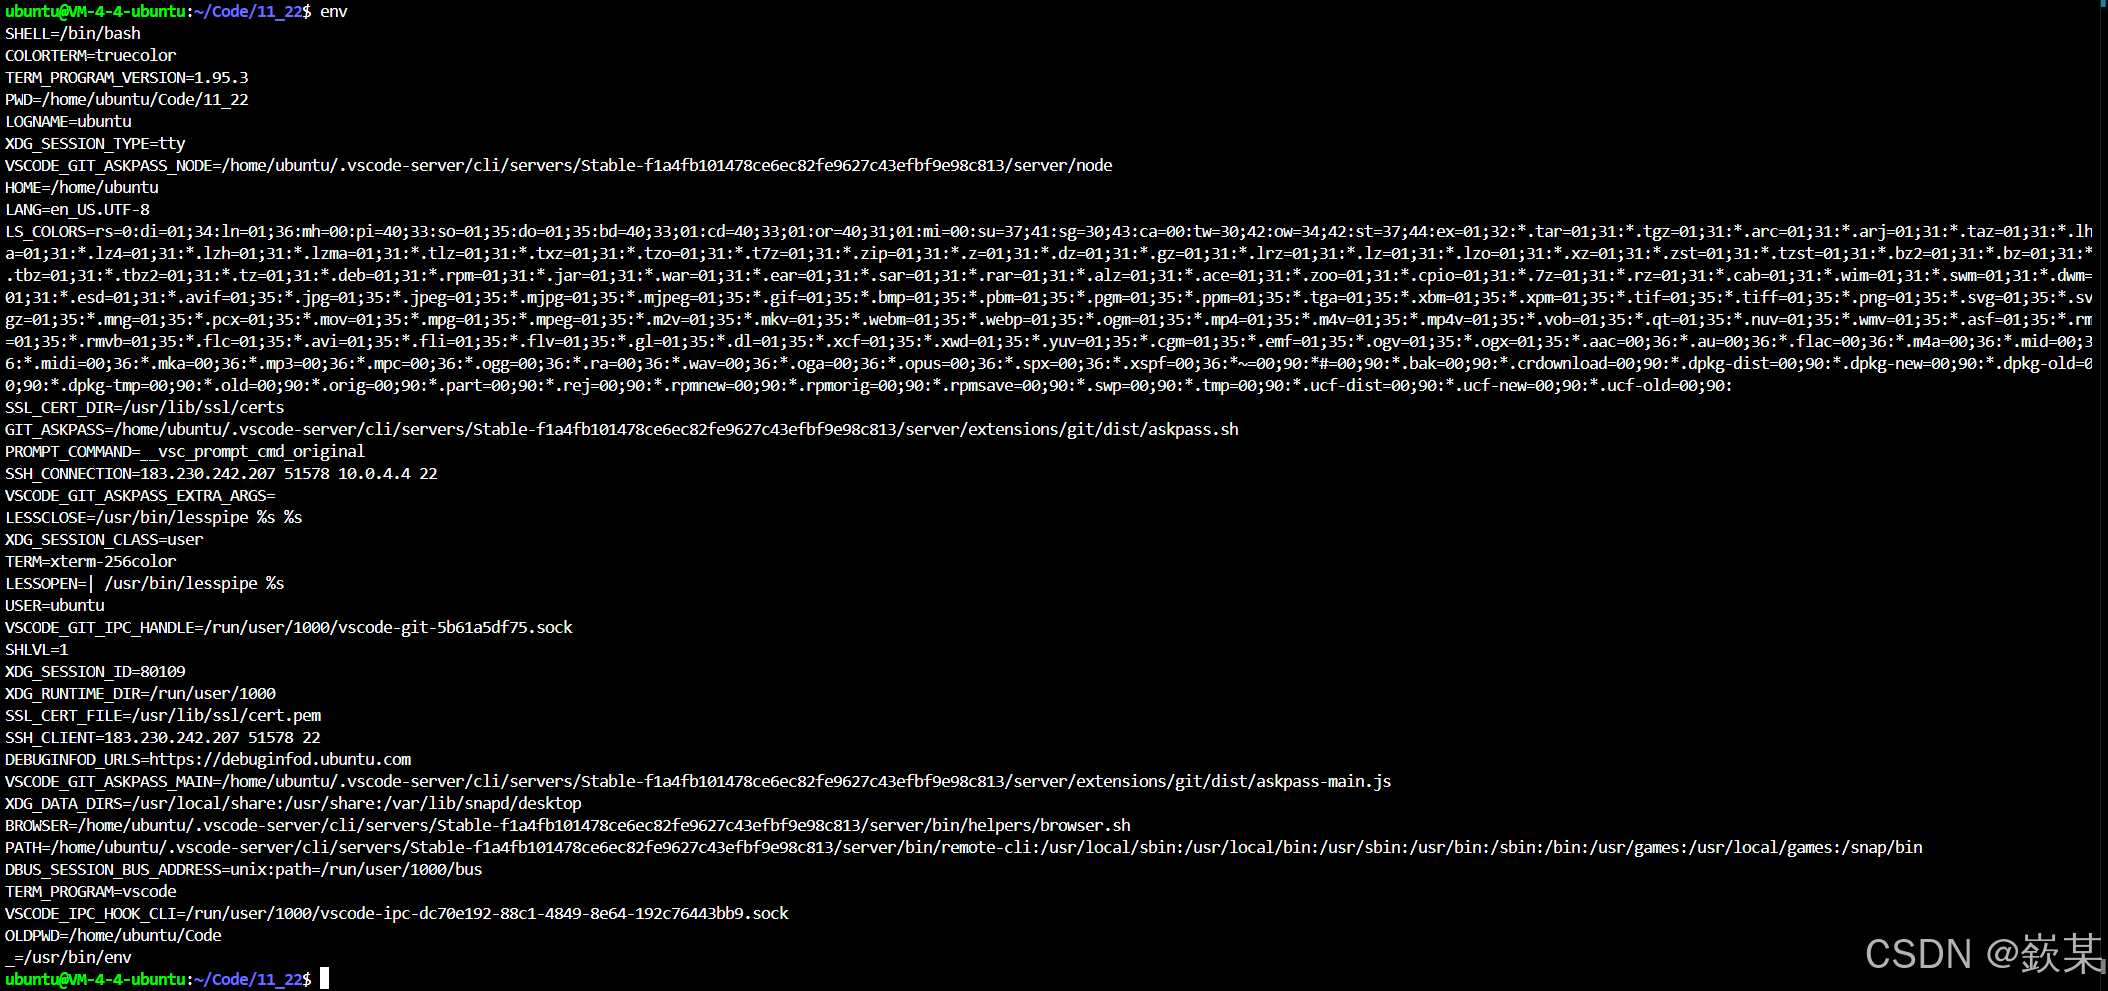 ubuntu@VM-4-4-ubuntu:~/Code/11_22$ env
SHELL=/bin/bash
COLORTERM=truecolor
TERM_PROGRAM_VERSION=1.95.3
PWD=/home/ubuntu/Code/11_22
LOGNAME=ubuntu
XDG_SESSION_TYPE=tty
VSCODE_GIT_ASKPASS_NODE=/home/ubuntu/.vscode-server/cli/servers/Stable-f1a4fb101478ce6ec82fe9627c43efbf9e98c813/server/node
HOME=/home/ubuntu
LANG=en_US.UTF-8
LS_COLORS=rs=0:di=01;34:ln=01;36:mh=00:pi=40;33:so=01;35:do=01;35:bd=40;33;01:cd=40;33;01:or=40;31;01:mi=00:su=37;41:sg=30;43:ca=00:tw=30;42:ow=34;42:st=37;44:ex=01;32:*.tar=01;31:*.tgz=01;31:*.arc=01;31:*.arj=01;31:*.taz=01;31:*.lh
a=01;31:*.lz4=01;31:*.lzh=01;31:*.lzma=01;31:*.tlz=01;31:*.txz=01;31:*.tzo=01;31:*.t7z=01;31:*.zip=01;31:*.z=01;31:*.dz=01;31:*.gz=01;31:*.lrz=01;31:*.lz=01;31:*.lzo=01;31:*.xz=01;31:*.zst=01;31:*.tzst=01;31:*.bz2=01;31:*.bz=01;31:*
.tbz=01;31:*.tbz2=01;31:*.tz=01;31:*.deb=01;31:*.rpm=01;31:*.jar=01;31:*.war=01;31:*.ear=01;31:*.sar=01;31:*.rar=01;31:*.alz=01;31:*.ace=01;31:*.zoo=01;31:*.cpio=01;31:*.7z=01;31:*.rz=01;31:*.cab=01;31:*.wim=01;31:*.swm=01;31:*.dwm=
01;31:*.esd=01;31:*.avif=01;35:*.jpg=01;35:*.jpeg=01;35:*.mjpg=01;35:*.mjpeg=01;35:*.gif=01;35:*.bmp=01;35:*.pbm=01;35:*.pgm=01;35:*.ppm=01;35:*.tga=01;35:*.xbm=01;35:*.xpm=01;35:*.tif=01;35:*.tiff=01;35:*.png=01;35:*.svg=01;35:*.sv
gz=01;35:*.mng=01;35:*.pcx=01;35:*.mov=01;35:*.mpg=01;35:*.mpeg=01;35:*.m2v=01;35:*.mkv=01;35:*.webm=01;35:*.webp=01;35:*.ogm=01;35:*.mp4=01;35:*.m4v=01;35:*.mp4v=01;35:*.vob=01;35:*.qt=01;35:*.nuv=01;35:*.wmv=01;35:*.asf=01;35:*.rm
=01;35:*.rmvb=01;35:*.flc=01;35:*.avi=01;35:*.fli=01;35:*.flv=01;35:*.gl=01;35:*.dl=01;35:*.xcf=01;35:*.xwd=01;35:*.yuv=01;35:*.cgm=01;35:*.emf=01;35:*.ogv=01;35:*.ogx=01;35:*.aac=00;36:*.au=00;36:*.flac=00;36:*.m4a=00;36:*.mid=00;3
6:*.midi=00;36:*.mka=00;36:*.mp3=00;36:*.mpc=00;36:*.ogg=00;36:*.ra=00;36:*.wav=00;36:*.oga=00;36:*.opus=00;36:*.spx=00;36:*.xspf=00;36:*~=00;90:*#=00;90:*.bak=00;90:*.crdownload=00;90:*.dpkg-dist=00;90:*.dpkg-new=00;90:*.dpkg-old=0
0;90:*.dpkg-tmp=00;90:*.old=00;90:*.orig=00;90:*.part=00;90:*.rej=00;90:*.rpmnew=00;90:*.rpmorig=00;90:*.rpmsave=00;90:*.swp=00;90:*.tmp=00;90:*.ucf-dist=00;90:*.ucf-new=00;90:*.ucf-old=00;90:
SSL_CERT_DIR=/usr/lib/ssl/certs
GIT_ASKPASS=/home/ubuntu/.vscode-server/cli/servers/Stable-f1a4fb101478ce6ec82fe9627c43efbf9e98c813/server/extensions/git/dist/askpass.sh
PROMPT_COMMAND=__vsc_prompt_cmd_original
SSH_CONNECTION=183.230.242.207 51578 10.0.4.4 22
VSCODE_GIT_ASKPASS_EXTRA_ARGS=
LESSCLOSE=/usr/bin/lesspipe %s %s
XDG_SESSION_CLASS=user
TERM=xterm-256color
LESSOPEN=| /usr/bin/lesspipe %s
USER=ubuntu
VSCODE_GIT_IPC_HANDLE=/run/user/1000/vscode-git-5b61a5df75.sock
SHLVL=1
XDG_SESSION_ID=80109
XDG_RUNTIME_DIR=/run/user/1000
SSL_CERT_FILE=/usr/lib/ssl/cert.pem
SSH_CLIENT=183.230.242.207 51578 22
DEBUGINFOD_URLS=https://debuginfod.ubuntu.com
VSCODE_GIT_ASKPASS_MAIN=/home/ubuntu/.vscode-server/cli/servers/Stable-f1a4fb101478ce6ec82fe9627c43efbf9e98c813/server/extensions/git/dist/askpass-main.js
XDG_DATA_DIRS=/usr/local/share:/usr/share:/var/lib/snapd/desktop
BROWSER=/home/ubuntu/.vscode-server/cli/servers/Stable-f1a4fb101478ce6ec82fe9627c43efbf9e98c813/server/bin/helpers/browser.sh
PATH=/home/ubuntu/.vscode-server/cli/servers/Stable-f1a4fb101478ce6ec82fe9627c43efbf9e98c813/server/bin/remote-cli:/usr/local/sbin:/usr/local/bin:/usr/sbin:/usr/bin:/sbin:/bin:/usr/games:/usr/local/games:/snap/bin
DBUS_SESSION_BUS_ADDRESS=unix:path=/run/user/1000/bus
TERM_PROGRAM=vscode
VSCODE_IPC_HOOK_CLI=/run/user/1000/vscode-ipc-dc70e192-88c1-4849-8e64-192c76443bb9.sock
OLDPWD=/home/ubuntu/Code
_=/usr/bin/env
ubuntu@VM-4-4-ubuntu:~/Code/11_22$
CSDN @嵌某